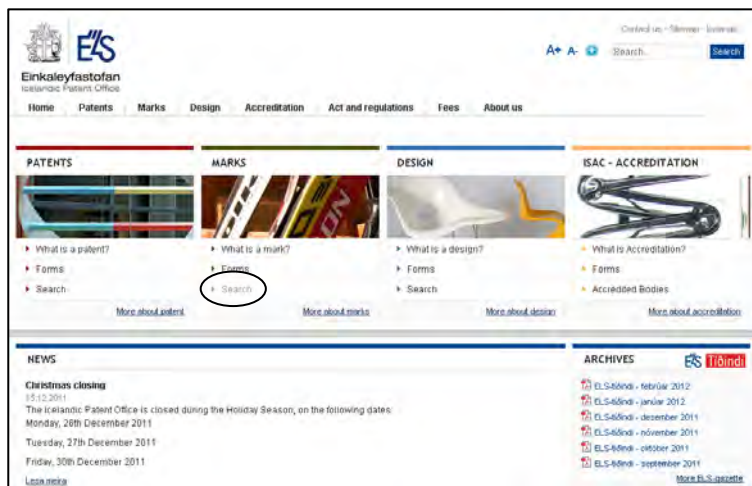 Contact us
A+ A-
Search...
Search
ELS
Einkaleyfastofan
Icelandic Patent Office
Home Patents Marks Design Accreditation Act and regulations Fees About us
PATENTS
What is a patent?
Forms
Search
More about patent
MARKS
What is a mark?
Forms
Search
More about marks
DESIGN
What is a design?
Forms
Search
More about design
ISAC - ACCREDITATION
What is Accreditation?
Forms
Accredded Bodies
More about accreditation
NEWS
Christmas closing
15.12.2011
The Icelandic Patent Office is closed during the Holiday Season, on the following dates:
Monday, 26th December 2011
Tuesday, 27th December 2011
Friday, 30th December 2011
Lesa meira
ARCHIVES
ELS Tíðindi
ELS-tíðindi - febrúar 2012
ELS-tíðindi - janúar 2012
ELS-tíðindi - desember 2011
ELS-tíðindi - nóvember 2011
ELS-tíðindi - október 2011
ELS-tíðindi - september 2011
More ELS-gazette